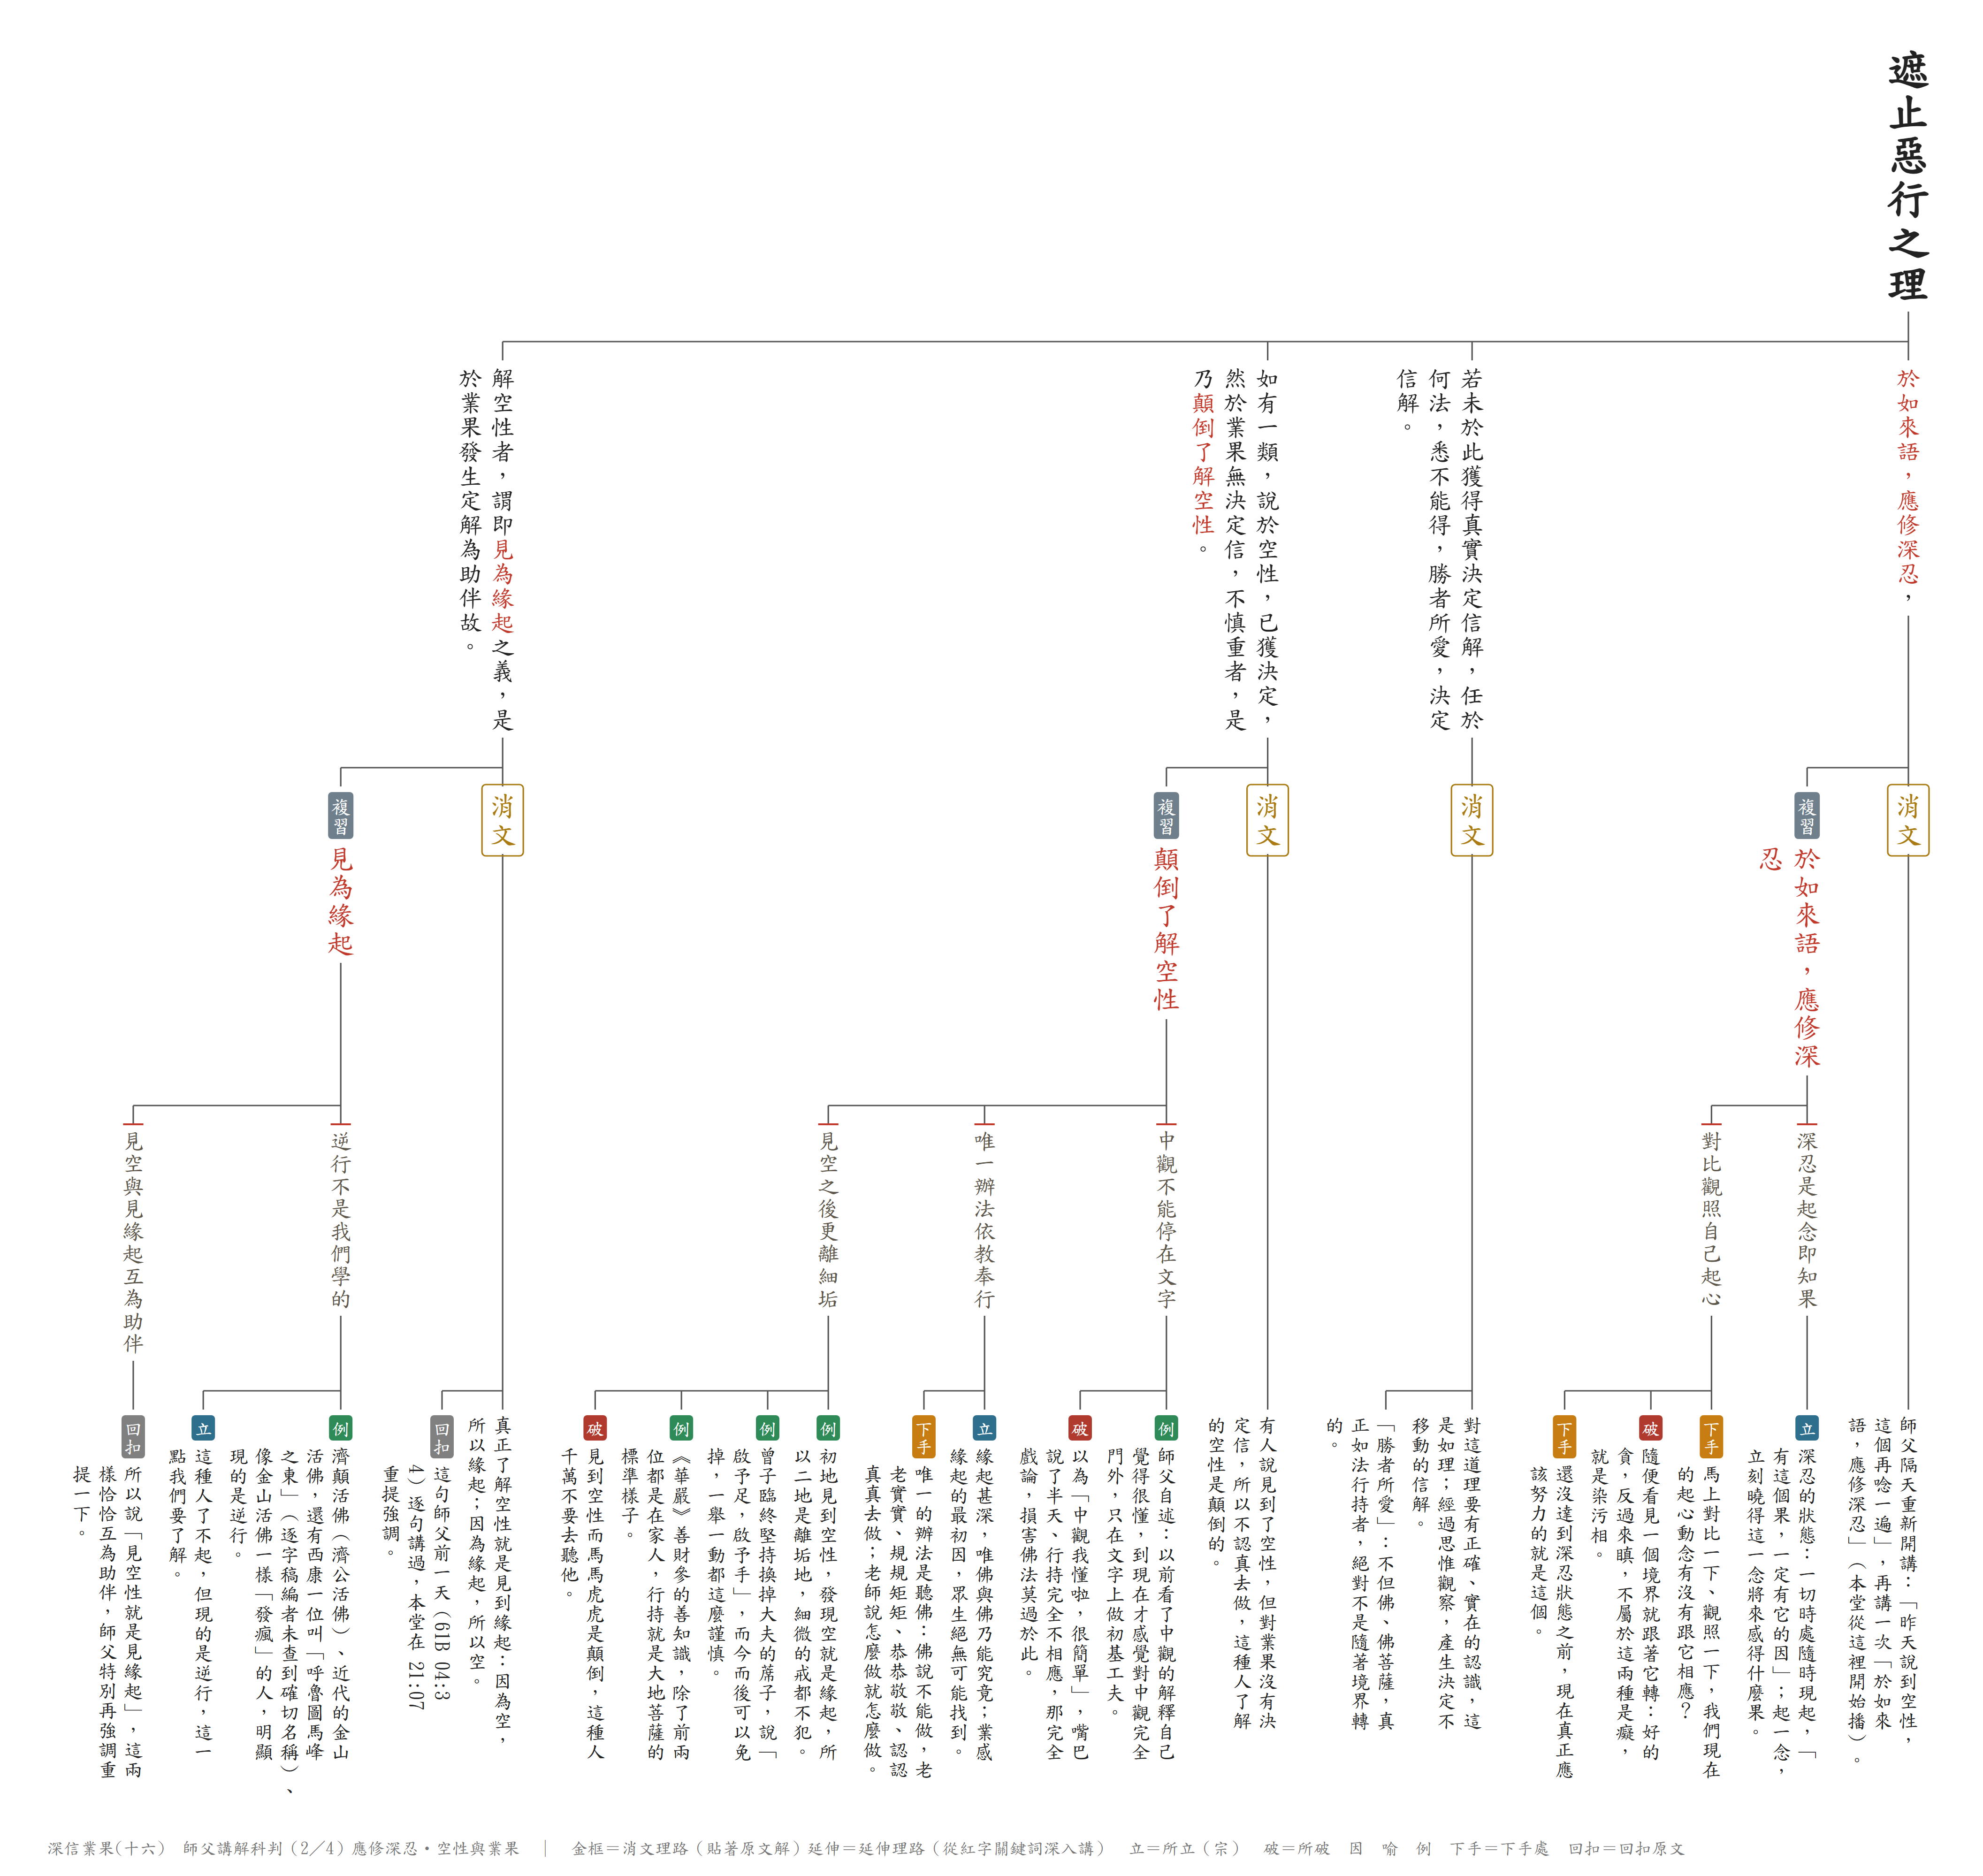 遮止惡行之理
於如來語，應修深忍，
消文
師父隔天重新開講：「昨天說到空性，
這個再唸一遍」，再講一次「於如來
語，應修深忍」（本堂從這裡開始播）。
複習
於如來語，應修深
忍
深忍是起念即知果
立
深忍的狀態：一切時處隨時現起，「
有這個果，一定有它的因」；起一念，
立刻曉得這一念將來感得什麼果。
對比觀照自己起心
下手
馬上對比一下、觀照一下，我們現在
的起心動念有沒有跟它相應？
破
隨便看見一個境界就跟著它轉：好的
貪，反過來瞋，不屬於這兩種是癡，
就是染污相。
下手
還沒達到深忍狀態之前，現在真正應
該努力的就是這個。
若未於此獲得真實決定信解，任於
何法，悉不能得，勝者所愛，決定
信解。
消文
對這道理要有正確、實在的認識，這
是如理；經過思惟觀察，產生決定不
移動的信解。
「勝者所愛」：不但佛、佛菩薩，真
正如法行持者，絕對不是隨著境界轉
的。
如有一類，說於空性，已獲決定，
然於業果無決定信，不慎重者，是
乃顛倒了解空性。
消文
有人說見到了空性，但對業果沒有決
定信，所以不認真去做，這種人了解
的空性是顛倒的。
複習
顛倒了解空性
中觀不能停在文字
例
師父自述：以前看了中觀的解釋自己
覺得很懂，到現在才感覺對中觀完全
門外，只在文字上做初基工夫。
破
以為「中觀我懂啦，很簡單」，嘴巴
說了半天、行持完全不相應，那完全
戲論，損害佛法莫過於此。
唯一辦法依教奉行
立
緣起甚深，唯佛與佛乃能究竟；業感
緣起的最初因，眾生絕無可能找到。
下手
唯一的辦法是聽佛：佛說不能做，老
老實實、規規矩矩、恭恭敬敬、認認
真真去做；老師說怎麼做就怎麼做。
見空之後更離細垢
例
初地見到空性，發現空就是緣起，所
以二地是離垢地，細微的戒都不犯。
例
曾子臨終堅持換掉大夫的蓆子，說「
啟予足，啟予手」，而今而後可以免
掉，一舉一動都這麼謹慎。
例
《華嚴》善財參的善知識，除了前兩
位都是在家人，行持就是大地菩薩的
標準樣子。
破
見到空性而馬馬虎虎是顛倒，這種人
千萬不要去聽他。
解空性者，謂即見為緣起之義，是
於業果發生定解為助伴故。
消文
真正了解空性就是見到緣起：因為空，
所以緣起；因為緣起，所以空。
回扣
這句師父前一天（61B 04:3
4）逐句講過，本堂在 21:07
重提強調。
複習
見為緣起
逆行不是我們學的
例
濟顛活佛（濟公活佛）、近代的金山
活佛，還有西康一位叫「呼魯圖馬峰
之東」（逐字稿編者未查到確切名稱）、
像金山活佛一樣「發瘋」的人，明顯
現的是逆行。
立
這種人了不起，但現的是逆行，這一
點我們要了解。
見空與見緣起互為助伴
回扣
所以說「見空性就是見緣起」，這兩
樣恰恰互為助伴，師父特別再強調重
提一下。
深信業果(十六)　師父講解科判（2／4）應修深忍・空性與業果　｜　金框＝消文理路（貼著原文解）延伸＝延伸理路（從紅字關鍵詞深入講）　立＝所立（宗）　破＝所破　因　喻　例　下手＝下手處　回扣＝回扣原文